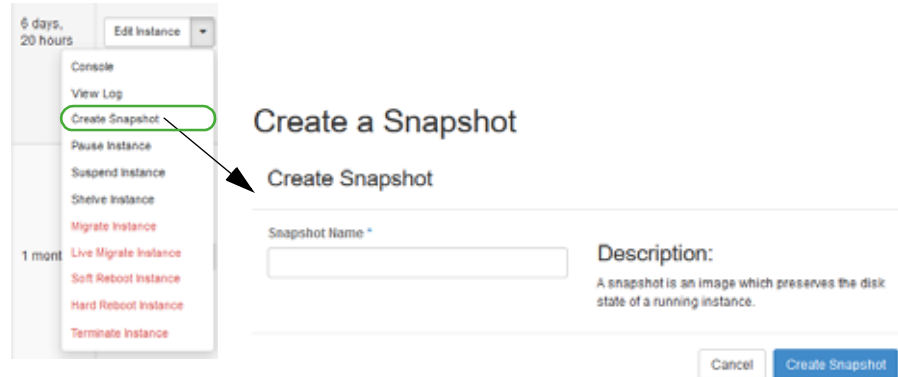 6 days,
20 hours
Edit Instance
Console
View Log
Create Snapshot
Pause Instance
Suspend Instance
Shelve Instance
Migrate Instance
1 mont
Live Migrate Instance
Soft Reboot Instance
Hard Reboot Instance
Terminate Instance
Create a Snapshot
Create Snapshot
Snapshot Name *
Description:
A snapshot is an image which preserves the disk
state of a running instance.
Cancel
Create Snapshot